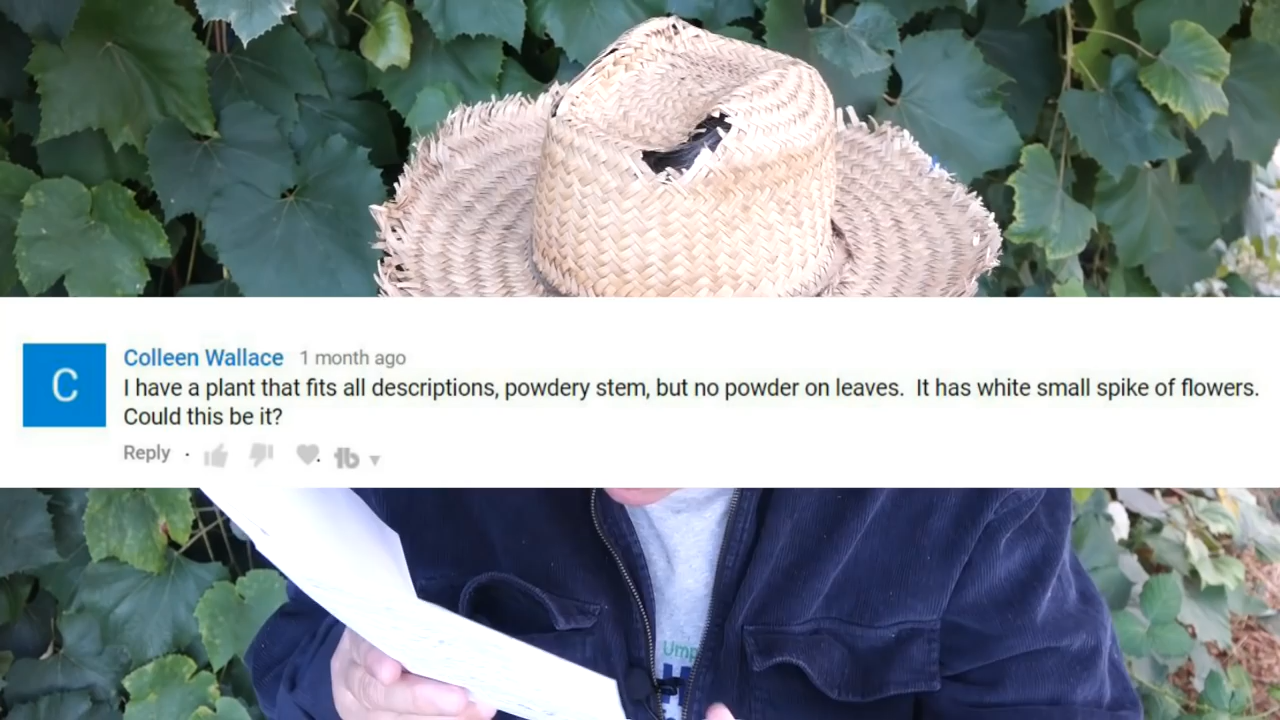 C
Colleen Wallace 1 month ago
I have a plant that fits all descriptions, powdery stem, but no powder on leaves. It has white small spike of flowers.
Could this be it?
Reply
Ump